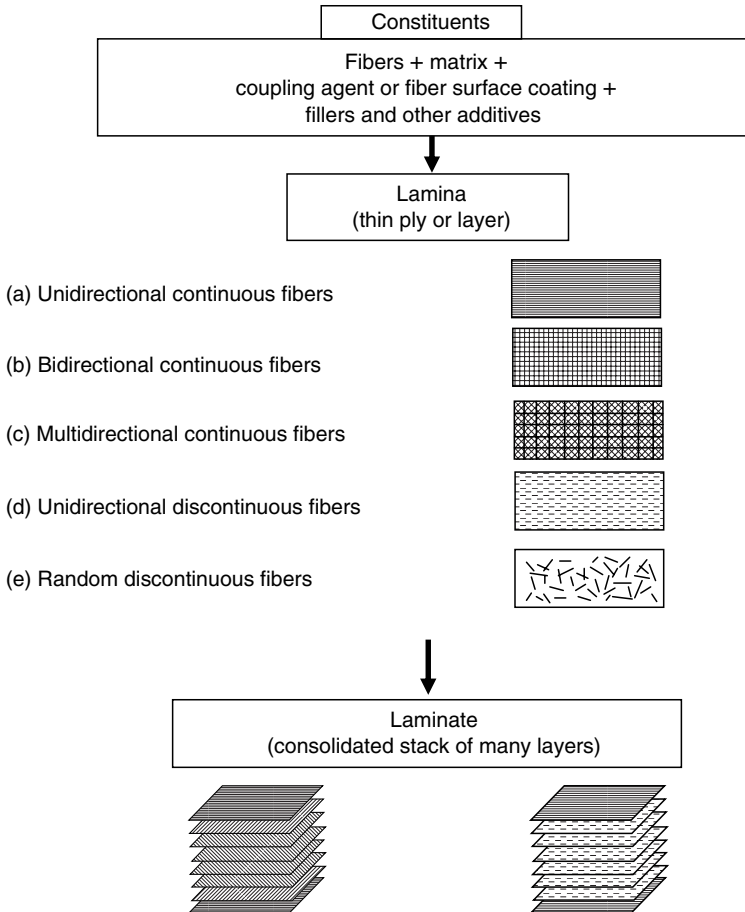 Constituents
Fibers + matrix +
coupling agent or fiber surface coating +
fillers and other additives
Lamina
(thin ply or layer)
(a) Unidirectional continuous fibers
(b) Bidirectional continuous fibers
(c) Multidirectional continuous fibers
(d) Unidirectional discontinuous fibers
(e) Random discontinuous fibers
Laminate
(consolidated stack of many layers)